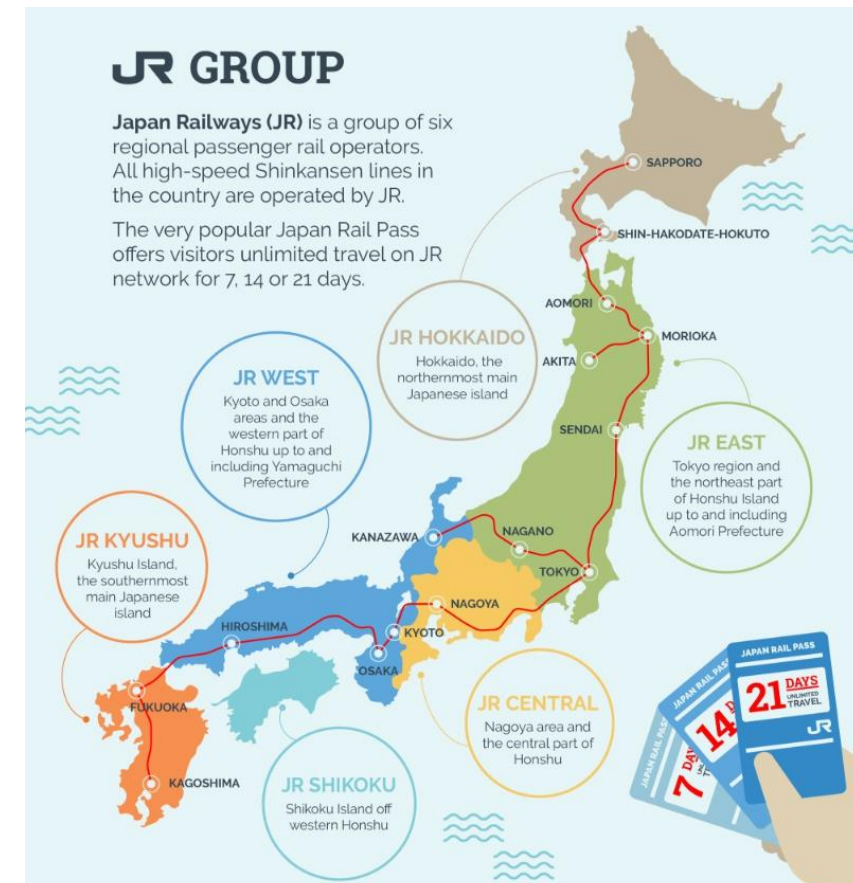 JR GROUP
Japan Railways (JR) is a group of six
regional passenger rail operators.
All high-speed Shinkansen lines in
the country are operated by JR.
The very popular Japan Rail Pass
offers visitors unlimited travel on JR
network for 7, 14 or 21 days.
SAPPORO
SHIN-HAKODATE-HOKUTO
AOMORI
MORIOKA
AKITA
SENDAI
JR HOKKAIDO
Hokkaido, the
northernmost main
Japanese island
JR WEST
Kyoto and Osaka
areas and the
western part of
Honshu up to and
including Yamaguchi
Prefecture
JR EAST
Tokyo region and
the northeast part
of Honshu Island
up to and including
Aomori Prefecture
JR KYUSHU
Kyushu Island,
the southernmost
main Japanese
island
KANAZAWA
NAGANO
TOKYO
NAGOYA
KYOTO
HIROSHIMA
OSAKA
FUKUOKA
KAGOSHIMA
JR CENTRAL
Nagoya area and
the central part of
Honshu
JR SHIKOKU
Shikoku Island off
western Honshu
JAPAN RAIL PASS
21 DAYS
UNLIMITED
TRAVEL
JR
JAPAN RAIL PASS
14
JAPAN RAIL PASS
7